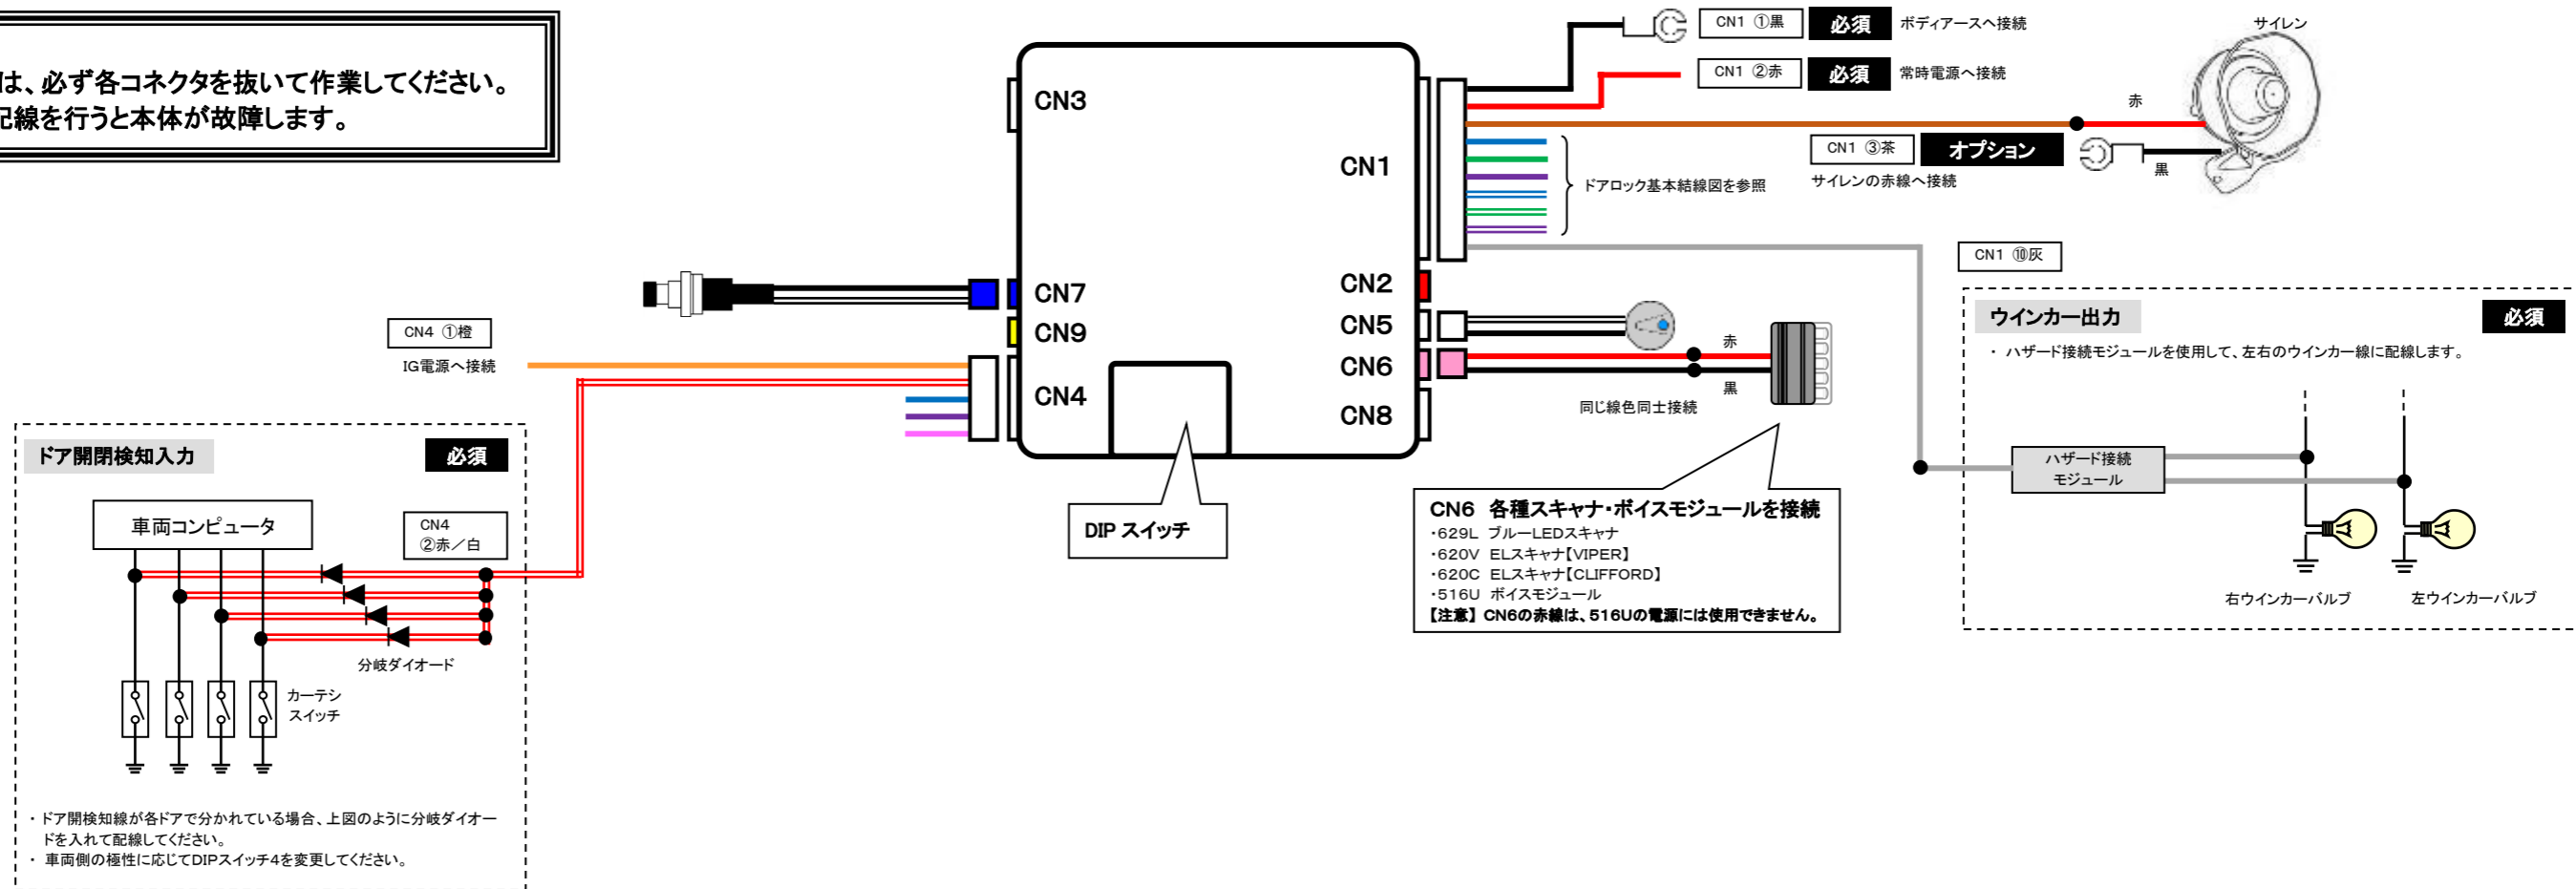 は、必ず各コネクタを抜いて作業してください。
配線を行うと本体が故障します。
CN3
CN7
CN9
CN4
CN1
CN2
CN5
CN6
CN8
DIP スイッチ
CN1 ①黒
必須
ボディアースへ接続
CN1 ②赤
必須
常時電源へ接続
サイレン
赤
CN1 ③茶
オプション
黒
サイレンの赤線へ接続
ドアロック基本結線図を参照
CN1 ⑩灰
ウインカー出力
必須
・ ハザード接続モジュールを使用して、左右のウインカー線に配線します。
ハザード接続
モジュール
右ウインカーバルブ
左ウインカーバルブ
赤
黒
同じ線色同士接続
CN6 各種スキャナ・ボイスモジュールを接続
・629L ブルーLEDスキャナ
・620V ELスキャナ【VIPER】
・620C ELスキャナ【CLIFFORD】
・516U ボイスモジュール
【注意】 CN6の赤線は、516Uの電源には使用できません。
CN4 ①橙
IG電源へ接続
ドア開閉検知入力
必須
車両コンピュータ
CN4
②赤／白
分岐ダイオード
カーテシ
スイッチ
・ ドア開検知線が各ドアで分かれている場合、上図のように分岐ダイオー
ドを入れて配線してください。
・ 車両側の極性に応じてDIPスイッチ4を変更してください。